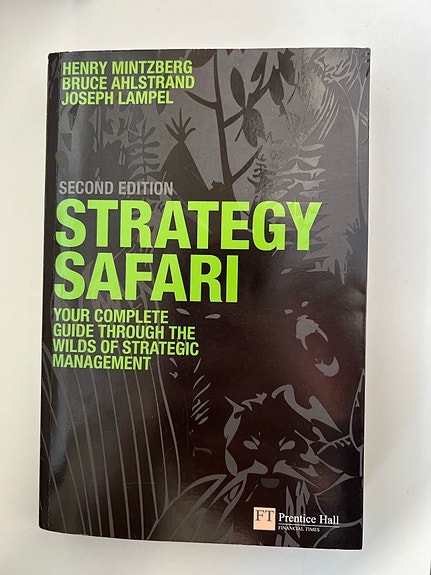 HENRY MINTZBERG
BRUCE AHLSTRAND
JOSEPH LAMPEL
SECOND EDITION
STRATEGY
SAFARI
YOUR COMPLETE
GUIDE THROUGH THE
WILDS OF STRATEGIC
MANAGEMENT
FT Prentice Hall
FINANCIAL TIMES